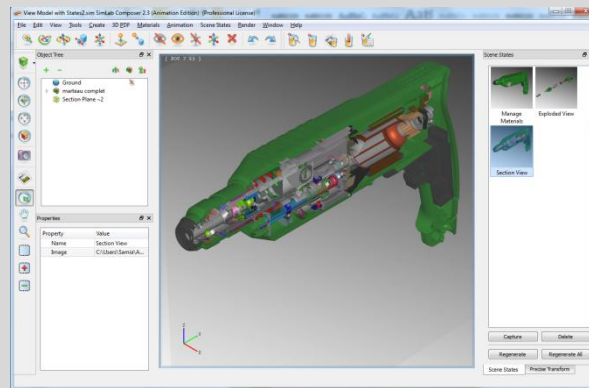 View Model with States2.sim SimLab Composer 2.3 (Animation Edition) (Professional License)
File Edit View Tools Create 3D PDF Materials Animation Scene States Render Window Help
Object Tree
Ground
marteau complet
Section Plane ~2
Properties
Property Value
Name Section View
Image C:\Users\Samia\A...
Scene States
Manage Materials
Exploded View
Section View
Capture Delete
Regenerate Regenerate All
Scene States Precise Transform